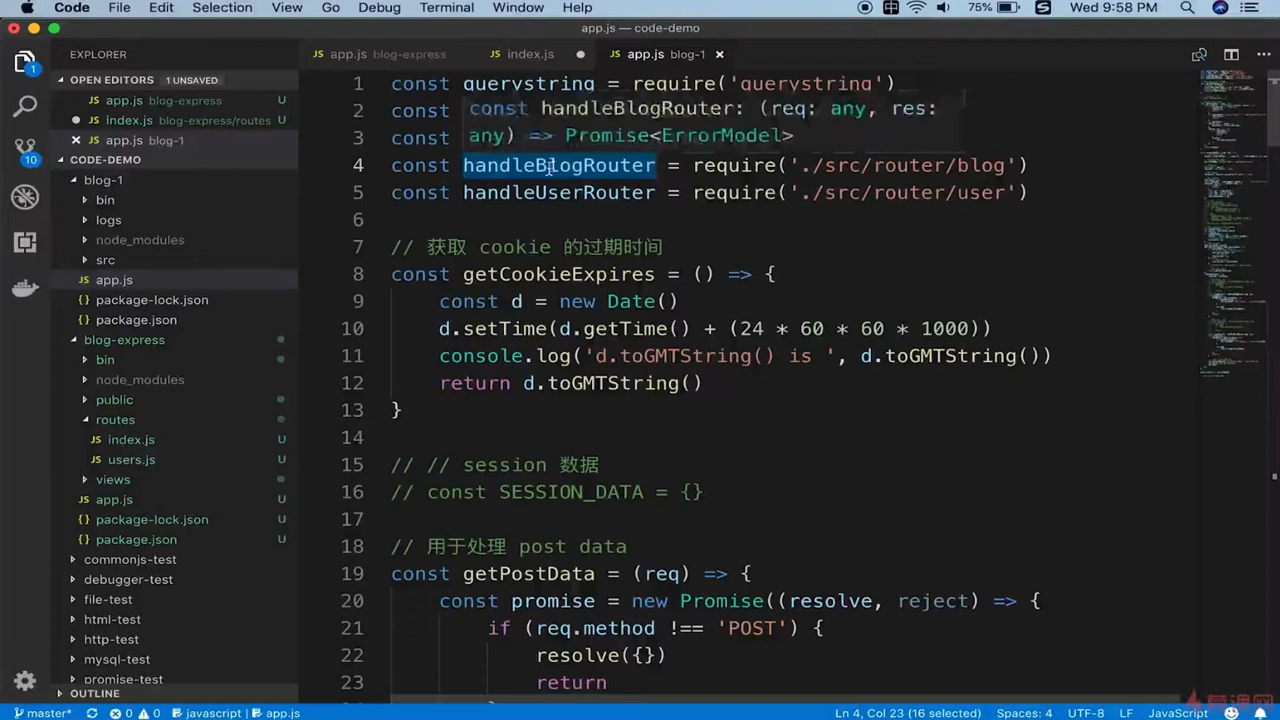 Code File Edit Selection View Go Debug Terminal Window Help 中 75% S Wed 9:58 PM
app.js — code-demo
EXPLORER
OPEN EDITORS 1 UNSAVED
app.js blog-express U
index.js blog-express/routes U
app.js blog-1
CODE-DEMO
blog-1
bin
logs
node_modules
src
app.js
package-lock.json
package.json
blog-express
bin
node_modules
public
routes
index.js U
users.js U
views
app.js U
package-lock.json U
package.json U
commonjs-test
debugger-test
file-test
html-test
http-test
mysql-test
promise-test
OUTLINE
1
10
app.js blog-express index.js app.js blog-1
1 const querystring = require('querystring')
2 const
3 const
const handleBlogRouter: (req: any, res:
any) => Promise<ErrorModel>
4 const handleBlogRouter = require('./src/router/blog')
5 const handleUserRouter = require('./src/router/user')
6
7 // 获取 cookie 的过期时间
8 const getCookieExpires = () => {
9 const d = new Date()
10 d.setTime(d.getTime() + (24 * 60 * 60 * 1000))
11 console.log('d.toGMTString() is ', d.toGMTString())
12 return d.toGMTString()
13 }
14
15 // // session 数据
16 // const SESSION_DATA = {}
17
18 // 用于处理 post data
19 const getPostData = (req) => {
20 const promise = new Promise((resolve, reject) => {
21 if (req.method !== 'POST') {
22 resolve({})
23 return
master* 0 0 javascript | app.js Ln 4, Col 23 (16 selected) Spaces: 4 UTF-8 LF JavaScript